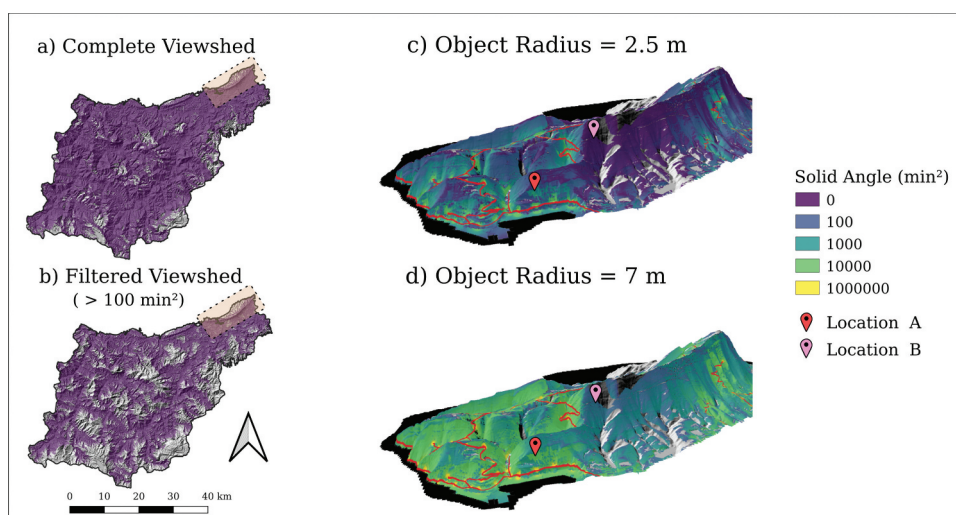 a) Complete Viewshed
b) Filtered Viewshed
( > 100 min²)
0 10 20 30 40 km
c) Object Radius = 2.5 m
d) Object Radius = 7 m
Solid Angle (min²)
0
100
1000
10000
1000000
Location A
Location B